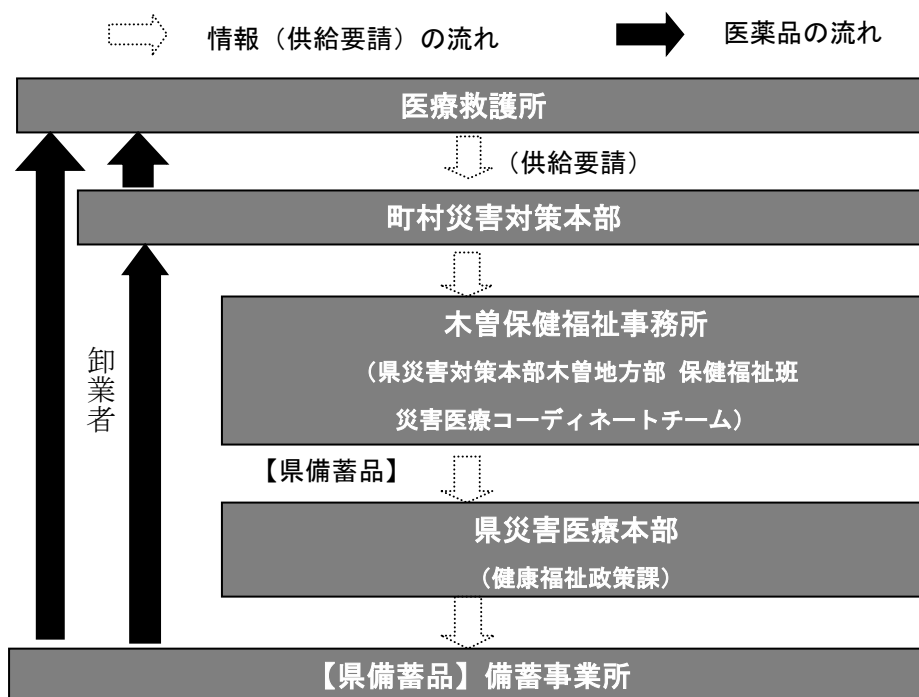 情報（供給要請）の流れ
医薬品の流れ
医療救護所
（供給要請）
町村災害対策本部
木曽保健福祉事務所
（県災害対策本部木曽地方部 保健福祉班
災害医療コーディネートチーム）
卸業者
【県備蓄品】
県災害医療本部
（健康福祉政策課）
【県備蓄品】備蓄事業所